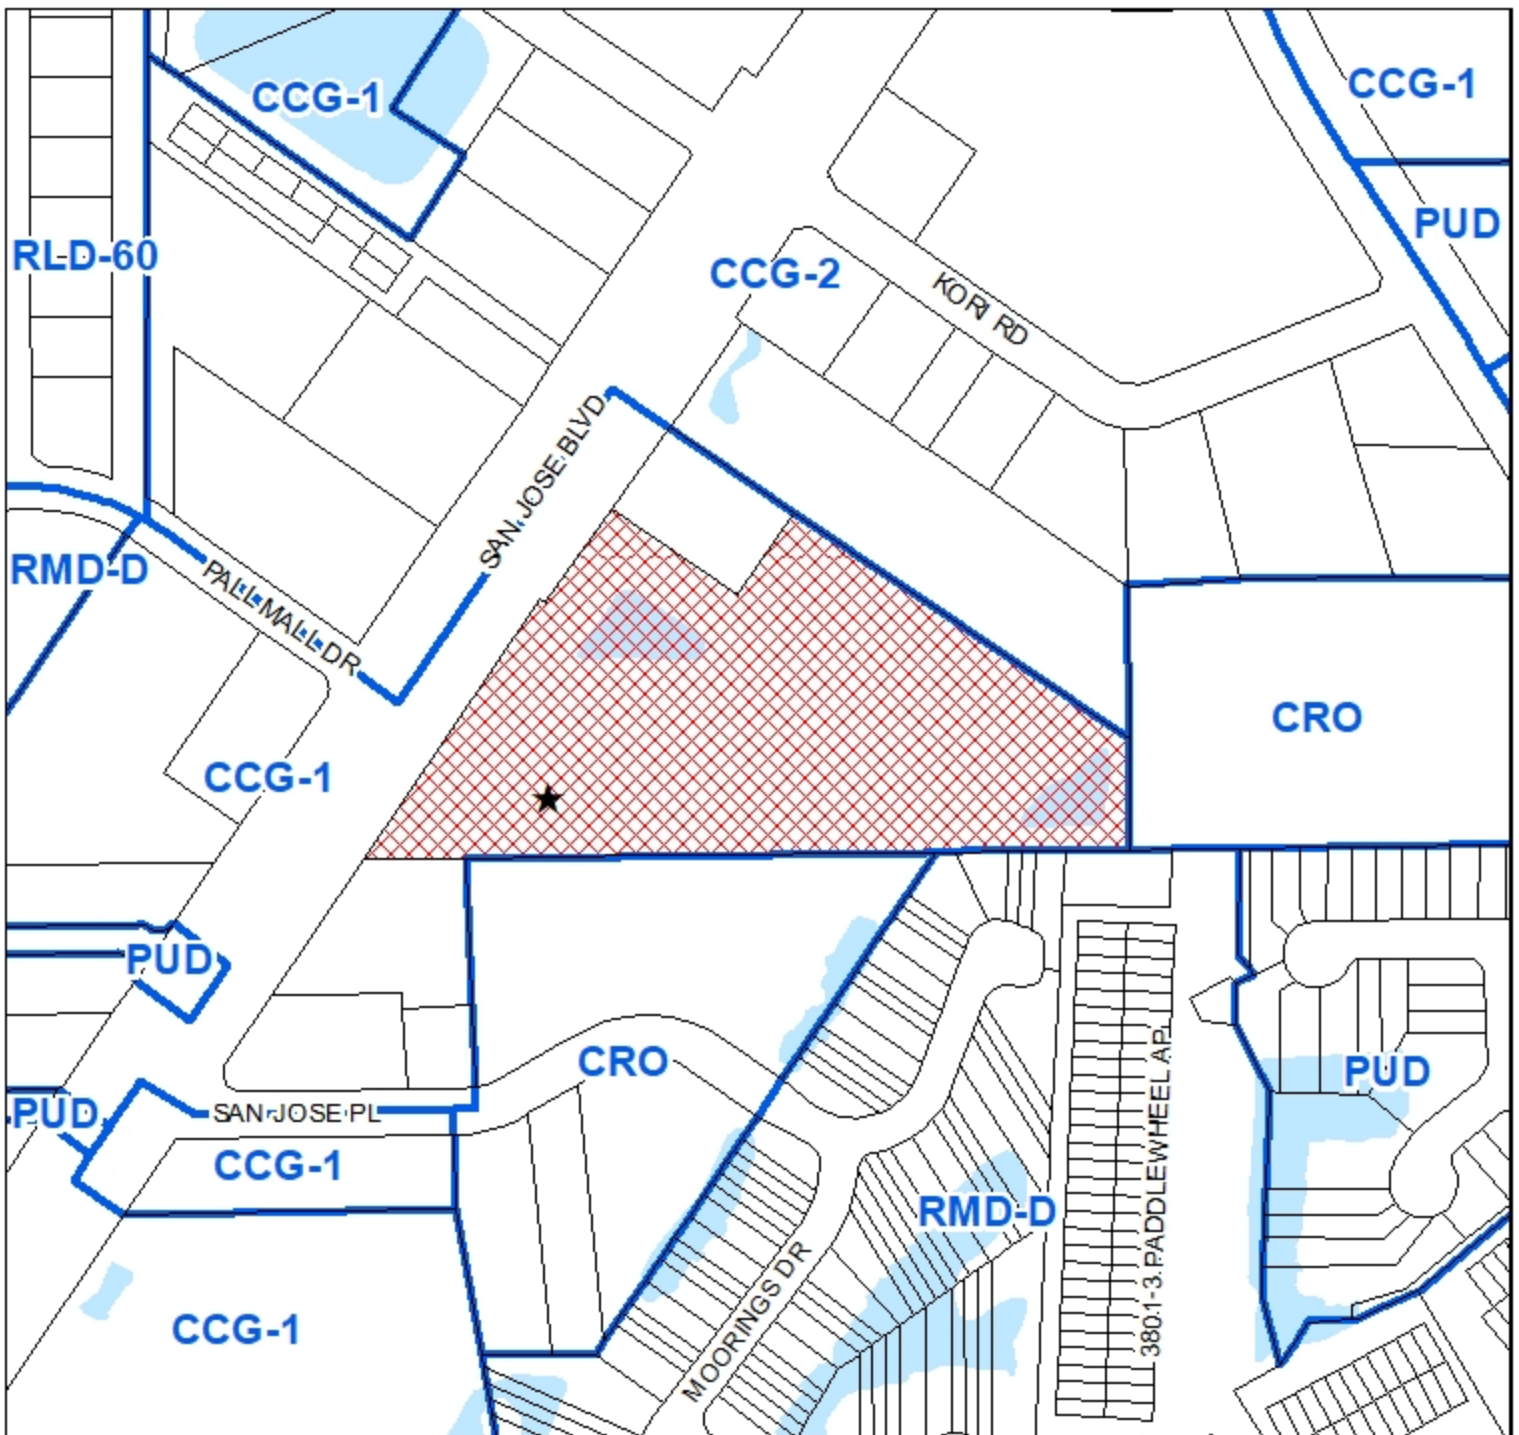 CCG-1
CCG-1
PUD
RLD-60
CCG-2
KORI RD
SAN JOSE BLVD
RMD-D
PALL MALL DR
CRO
CCG-1
PUD
CRO
PUD
PUD
SAN JOSE PL
CCG-1
RMD-D
380.1-3.PADDLEWHEEL AP
MOORINGS DR
CCG-1